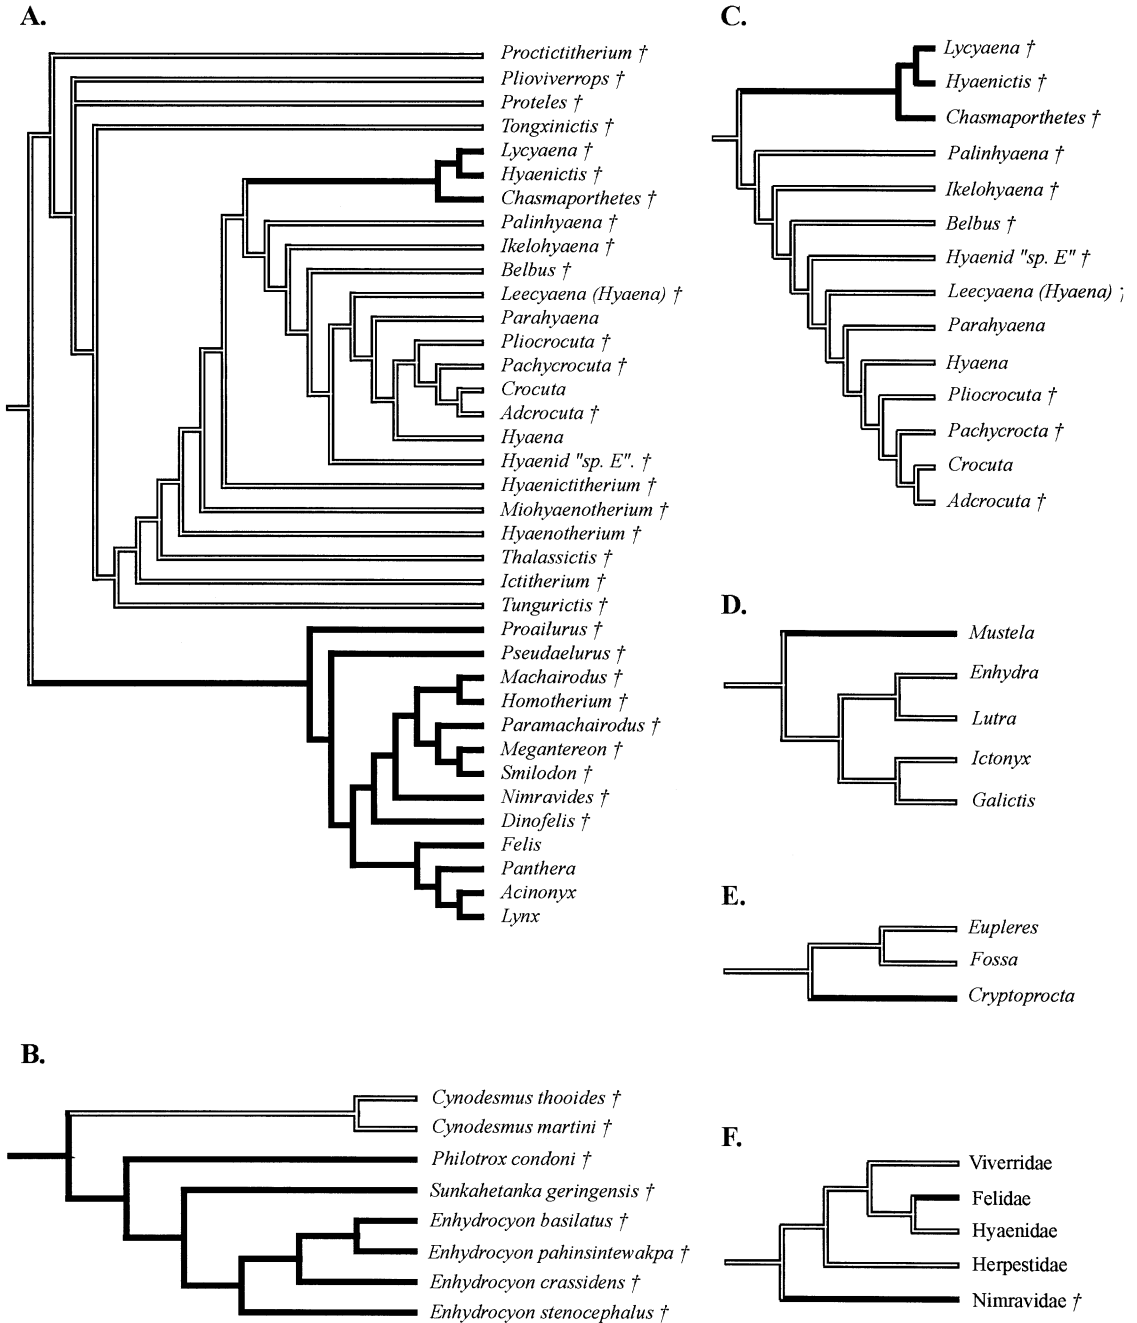 A.
Proctictitherium †
Plioviverrops †
Proteles †
Tongxinictis †
Lycyaena †
Hyaenictis †
Chasmaporthetes †
Palinhyaena †
Ikelohyaena †
Belbus †
Leecyaena (Hyaena) †
Parahyaena
Pliocrocuta †
Pachycrocuta †
Crocuta
Adcrocuta †
Hyaena
Hyaenid "sp. E". †
Hyaenictitherium †
Miohyaenotherium †
Hyaenotherium †
Thalassictis †
Ictitherium †
Tungurictis †
Proailurus †
Pseudaelurus †
Machairodus †
Homotherium †
Paramachairodus †
Megantereon †
Smilodon †
Nimravides †
Dinofelis †
Felis
Panthera
Acinonyx
Lynx
B.
Cynodesmus thooides †
Cynodesmus martini †
Philotrox condoni †
Sunkahetanka geringensis †
Enhydrocyon basilatus †
Enhydrocyon pahinsintewakpa †
Enhydrocyon crassidens †
Enhydrocyon stenocephalus †
C.
Lycyaena †
Hyaenictis †
Chasmaporthetes †
Palinhyaena †
Ikelohyaena †
Belbus †
Hyaenid "sp. E" †
Leecyaena (Hyaena) †
Parahyaena
Hyaena
Pliocrocuta †
Pachycrocta †
Crocuta
Adcrocuta †
D.
Mustela
Enhydra
Lutra
Ictonyx
Galictis
E.
Eupleres
Fossa
Cryptoprocta
F.
Viverridae
Felidae
Hyaenidae
Herpestidae
Nimravidae †